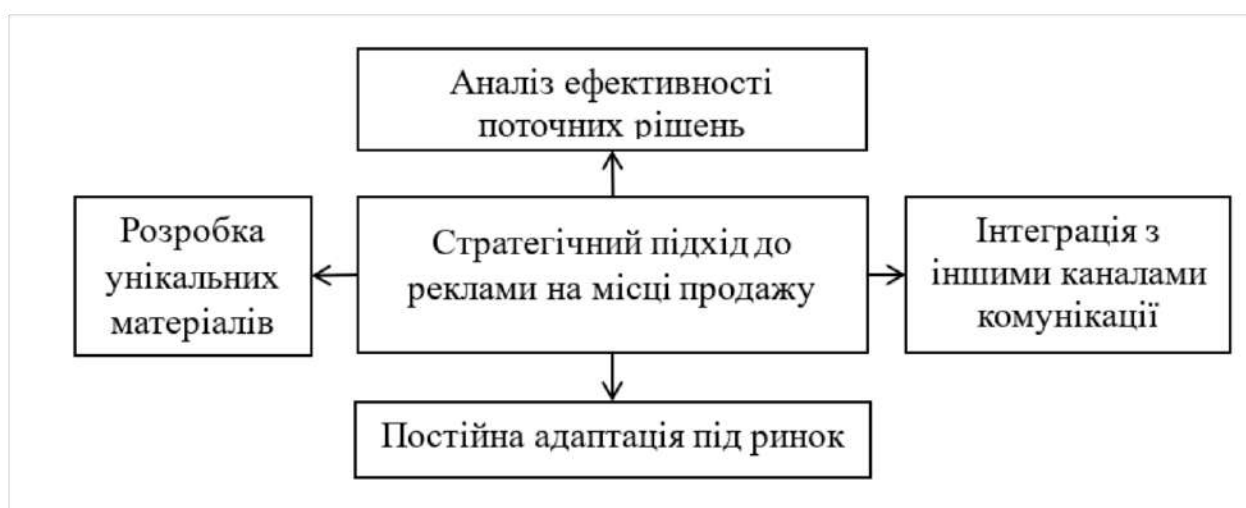 Аналіз ефективності
поточних рішень
Розробка
унікальних
матеріалів
Стратегічний підхід до
реклами на місці продажу
Інтеграція з
іншими каналами
комунікації
Постійна адаптація під ринок